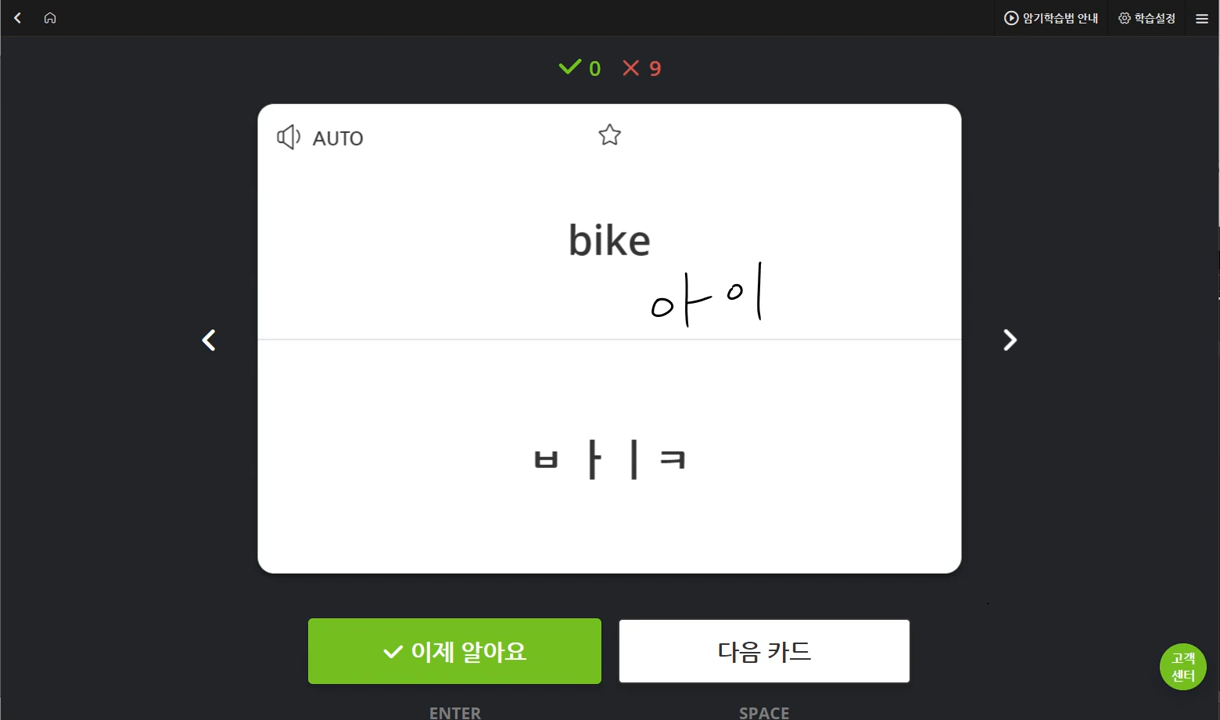 암기학습법 안내 학습설정
0 9
AUTO
bike
아이
ㅂ ㅏ ㅣ ㅋ
이제 알아요 다음 카드
ENTER SPACE
고객
센터